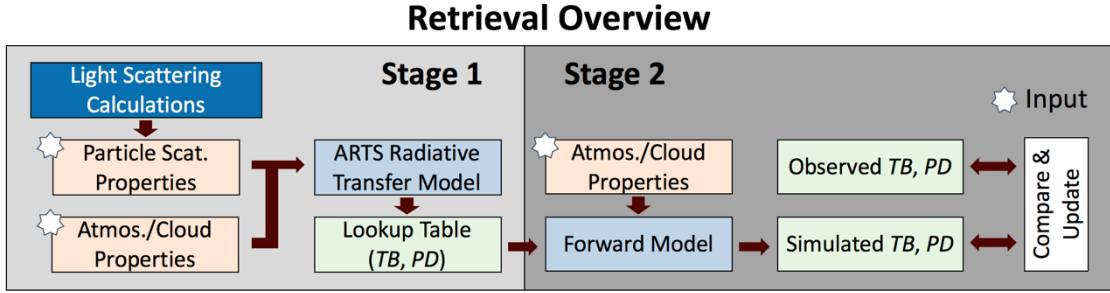 Retrieval Overview
Stage 1
Light Scattering
Calculations
Particle Scat.
Properties
Atmos./Cloud
Properties
ARTS Radiative
Transfer Model
Lookup Table
(TB, PD)
Stage 2
Input
Atmos./Cloud
Properties
Forward Model
Observed TB, PD
Simulated TB, PD
Compare &
Update